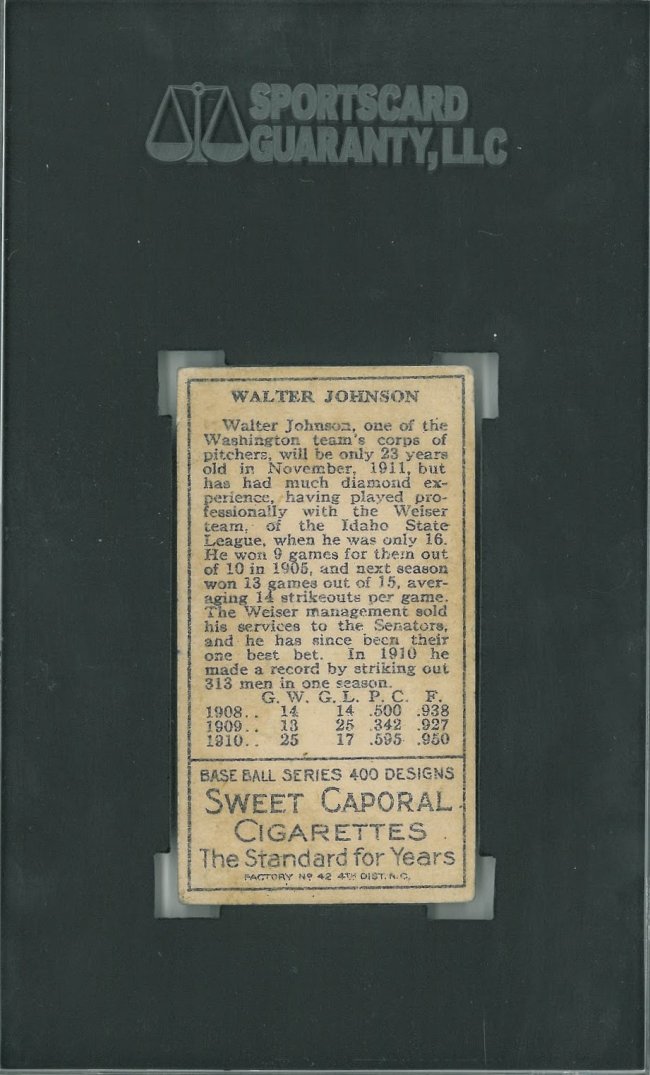 SPORTSCARD
GUARANTY, LLC
WALTER JOHNSON
Walter Johnson, one of the
Washington team's corps of
pitchers, will be only 23 years
old in November, 1911, but
has had much diamond ex-
perience, having played pro-
fessionally with the Weiser
team, of the Idaho State
League, when he was only 16.
He won 9 games for them out
of 10 in 1905, and next season
won 13 games out of 15, aver-
aging 14 strikeouts per game.
The Weiser management sold
his services to the Senators,
and he has since been their
one best bet. In 1910 he
made a record by striking out
313 men in one season.
G. W. G. L. P. C. F.
1908.. 14 14 .500 .938
1909.. 13 25 .342 .927
1910.. 25 17 .595 .950
BASE BALL SERIES 400 DESIGNS
SWEET CAPORAL
CIGARETTES
The Standard for Years
FACTORY Nº 42 4TH DIST. N.C.